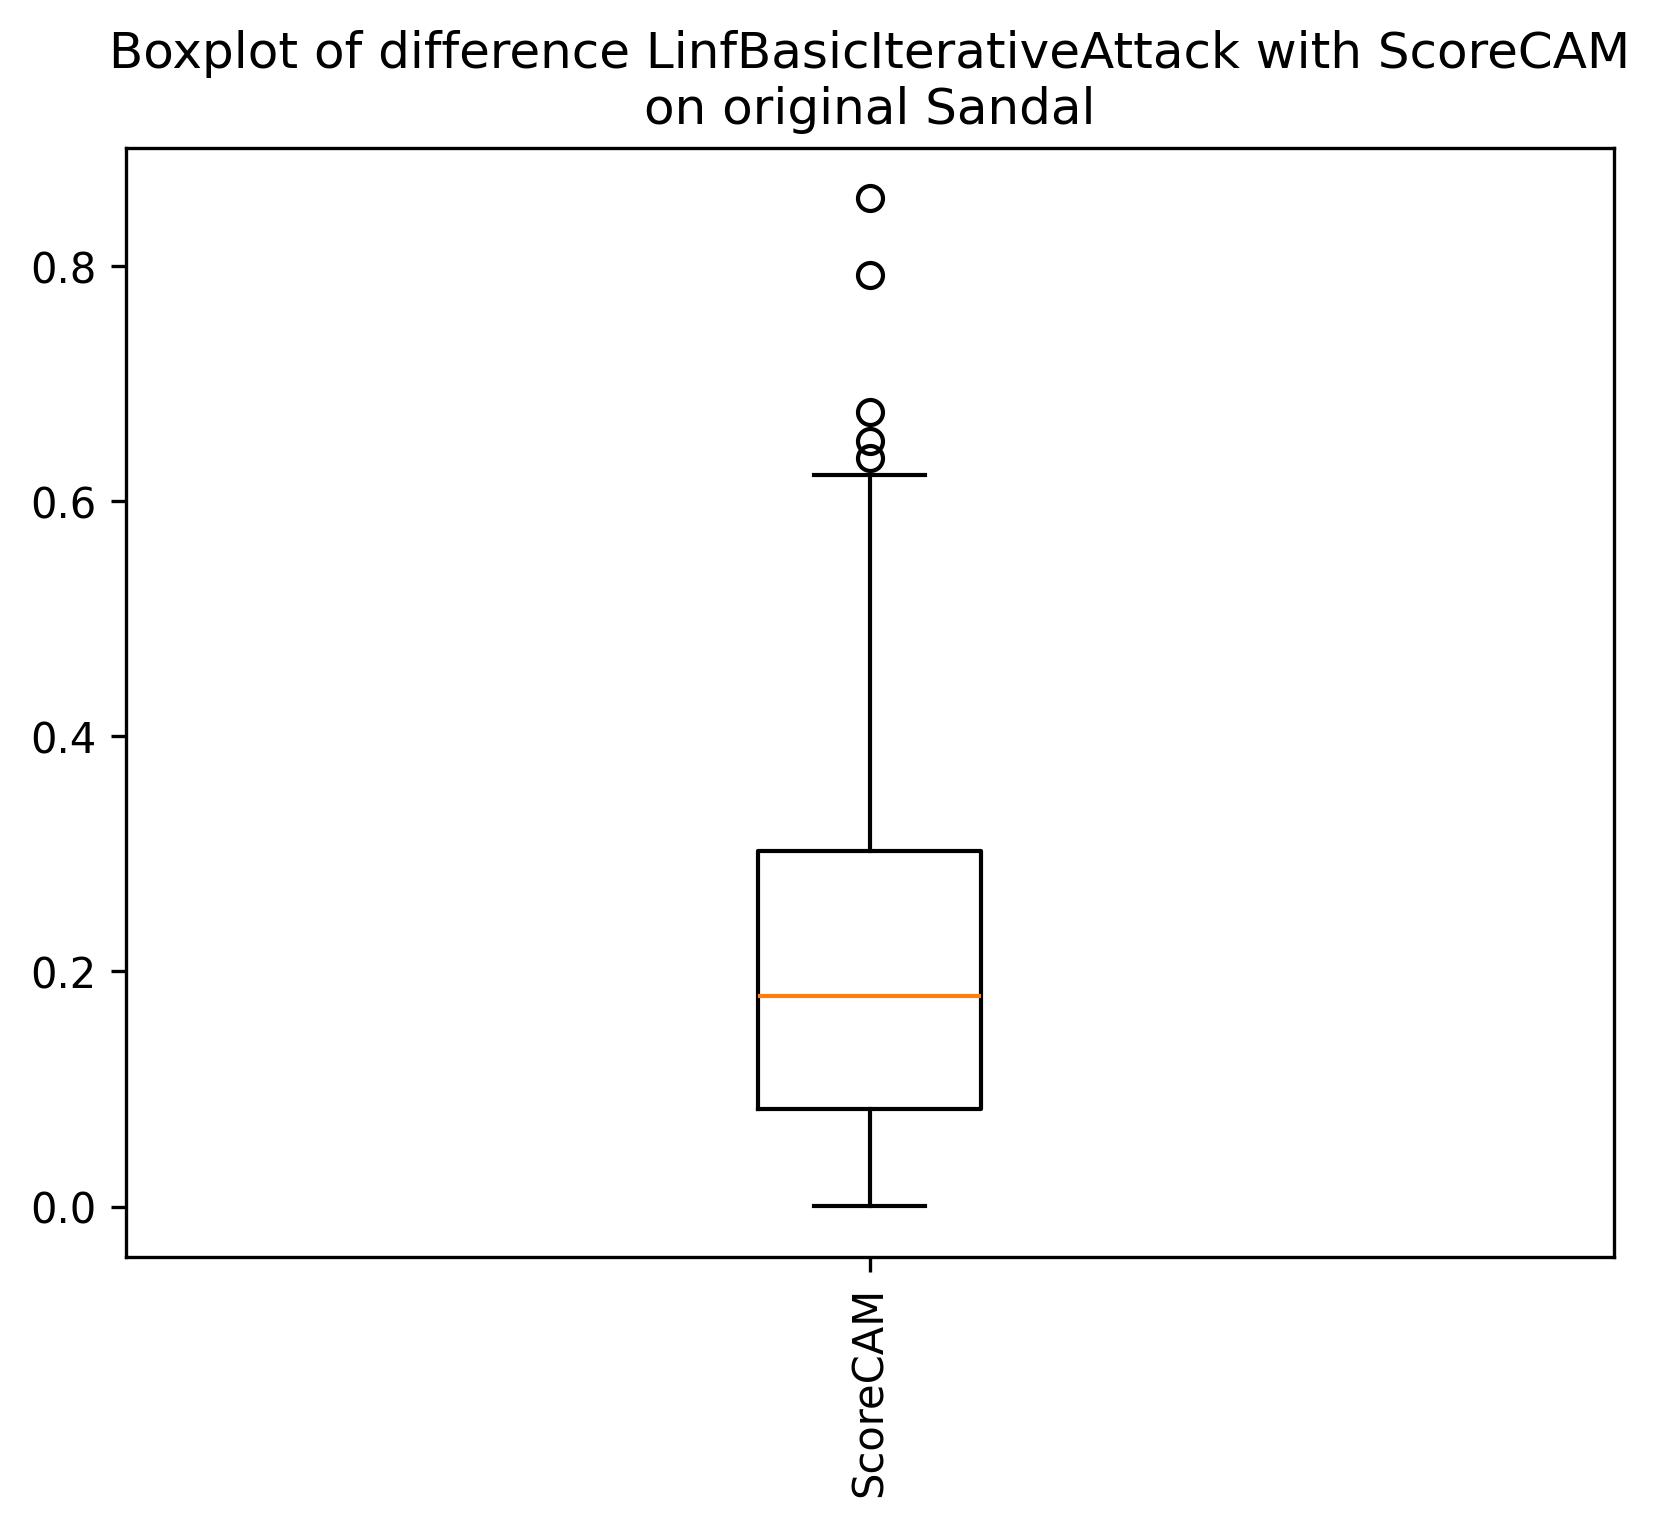 Boxplot of difference LinfBasicIterativeAttack with ScoreCAM
on original Sandal
0.8
0.6
0.4
0.2
0.0
ScoreCAM